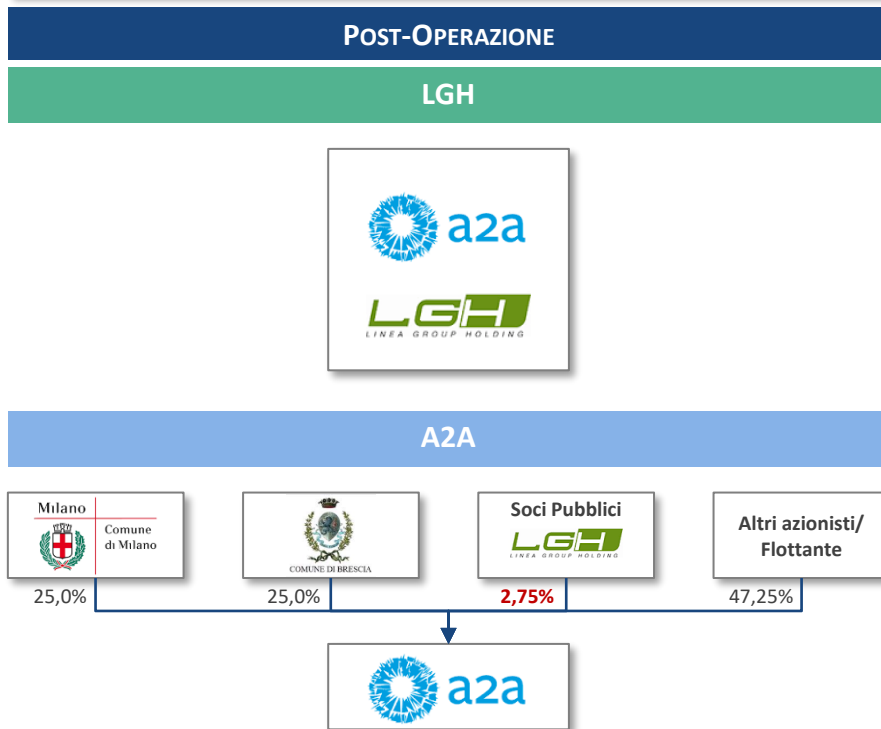 POST-OPERAZIONE
LGH
a2a
LGH
LINEA GROUP HOLDING
A2A
Milano
Comune
di Milano
COMUNE DI BRESCIA
Soci Pubblici
LGH
LINEA GROUP HOLDING
Altri azionisti/
Flottante
25,0%
25,0%
2,75%
47,25%
a2a